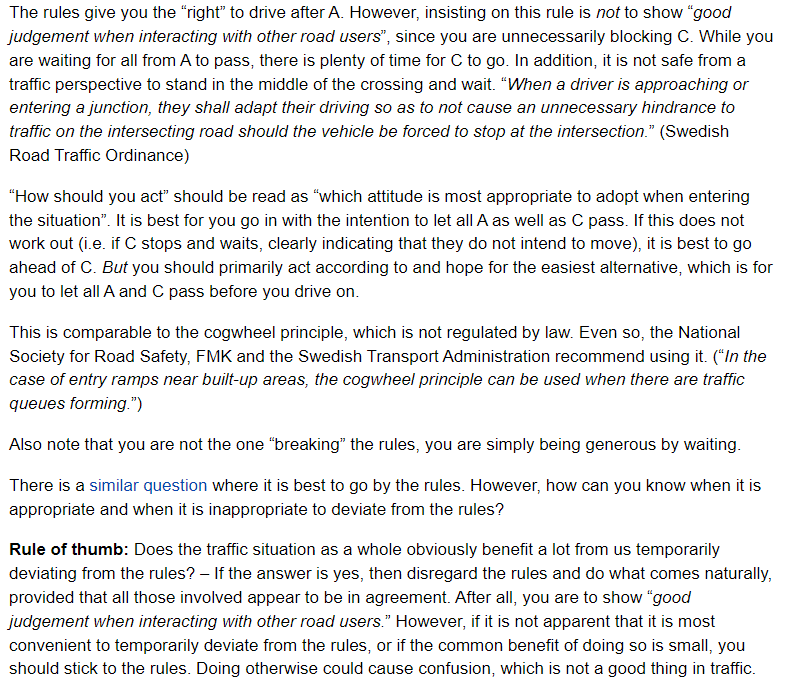 The rules give you the “right” to drive after A. However, insisting on this rule is not to show “good
judgement when interacting with other road users”, since you are unnecessarily blocking C. While you
are waiting for all from A to pass, there is plenty of time for C to go. In addition, it is not safe from a
traffic perspective to stand in the middle of the crossing and wait. “When a driver is approaching or
entering a junction, they shall adapt their driving so as to not cause an unnecessary hindrance to
traffic on the intersecting road should the vehicle be forced to stop at the intersection.” (Swedish
Road Traffic Ordinance)
“How should you act” should be read as “which attitude is most appropriate to adopt when entering
the situation”. It is best for you go in with the intention to let all A as well as C pass. If this does not
work out (i.e. if C stops and waits, clearly indicating that they do not intend to move), it is best to go
ahead of C. But you should primarily act according to and hope for the easiest alternative, which is for
you to let all A and C pass before you drive on.
This is comparable to the cogwheel principle, which is not regulated by law. Even so, the National
Society for Road Safety, FMK and the Swedish Transport Administration recommend using it. (“In the
case of entry ramps near built-up areas, the cogwheel principle can be used when there are traffic
queues forming.”)
Also note that you are not the one “breaking” the rules, you are simply being generous by waiting.
There is a similar question where it is best to go by the rules. However, how can you know when it is
appropriate and when it is inappropriate to deviate from the rules?
Rule of thumb: Does the traffic situation as a whole obviously benefit a lot from us temporarily
deviating from the rules? – If the answer is yes, then disregard the rules and do what comes naturally,
provided that all those involved appear to be in agreement. After all, you are to show “good
judgement when interacting with other road users.” However, if it is not apparent that it is most
convenient to temporarily deviate from the rules, or if the common benefit of doing so is small, you
should stick to the rules. Doing otherwise could cause confusion, which is not a good thing in traffic.